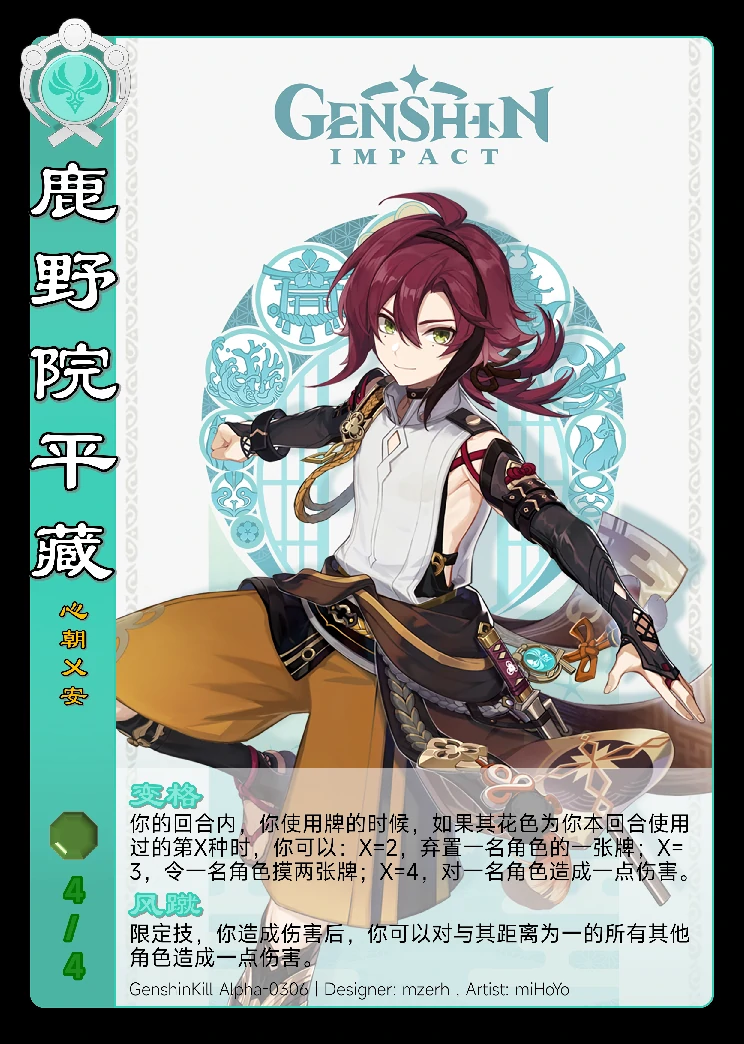 GENSHIN
IMPACT
鹿野院平藏
心朝乂安
4/4
变格
你的回合内，你使用牌的时候，如果其花色为你本回合使用
过的第X种时，你可以：X=2，弃置一名角色的一张牌；X=
3，令一名角色摸两张牌；X=4，对一名角色造成一点伤害。
风蹴
限定技，你造成伤害后，你可以对与其距离为一的所有其他
角色造成一点伤害。
GenshinKill Alpha-0306 | Designer: mzerh . Artist: miHoYo